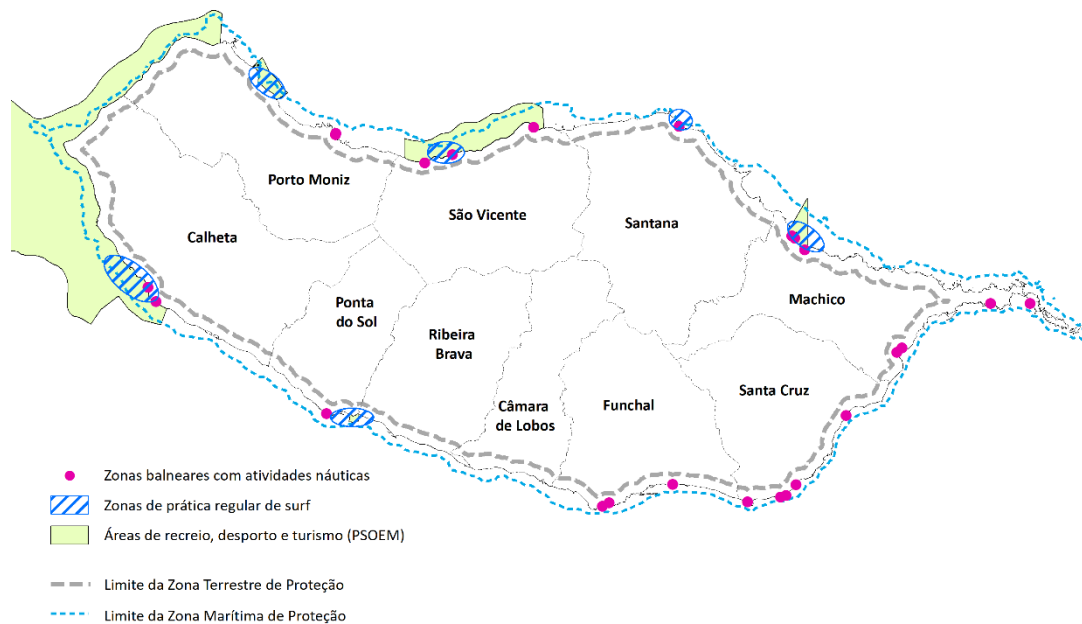 Porto Moniz
São Vicente
Santana
Calheta
Machico
Ponta
do Sol
Ribeira
Brava
Santa Cruz
Câmara
de Lobos
Funchal
Zonas balneares com atividades náuticas
Zonas de prática regular de surf
Áreas de recreio, desporto e turismo (PSOEM)
Limite da Zona Terrestre de Proteção
Limite da Zona Marítima de Proteção